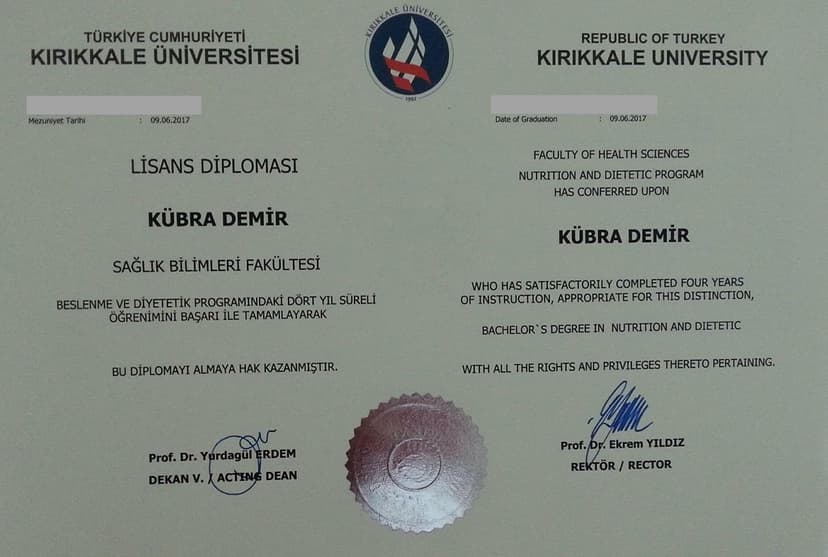 TÜRKİYE CUMHURİYETİ
KIRIKKALE ÜNİVERSİTESİ
Mezuniyet Tarihi : 09.06.2017
LİSANS DİPLOMASI
KÜBRA DEMİR
SAĞLIK BİLİMLERİ FAKÜLTESİ
BESLENME VE DİYETETİK PROGRAMINDAKİ DÖRT YIL SÜRELİ
ÖĞRENİMİNİ BAŞARI İLE TAMAMLAYARAK
BU DİPLOMAYI ALMAYA HAK KAZANMIŞTIR.
Prof. Dr. Yurdagül ERDEM
DEKAN V. / ACTING DEAN
KIRIKKALE ÜNİVERSİTESİ
1992
REPUBLIC OF TURKEY
KIRIKKALE UNIVERSITY
Date of Graduation : 09.06.2017
FACULTY OF HEALTH SCIENCES
NUTRITION AND DIETETIC PROGRAM
HAS CONFERRED UPON
KÜBRA DEMİR
WHO HAS SATISFACTORILY COMPLETED FOUR YEARS
OF INSTRUCTION, APPROPRIATE FOR THIS DISTINCTION,
BACHELOR`S DEGREE IN NUTRITION AND DIETETIC
WITH ALL THE RIGHTS AND PRIVILEGES THERETO PERTAINING.
Prof. Dr. Ekrem YILDIZ
REKTÖR / RECTOR